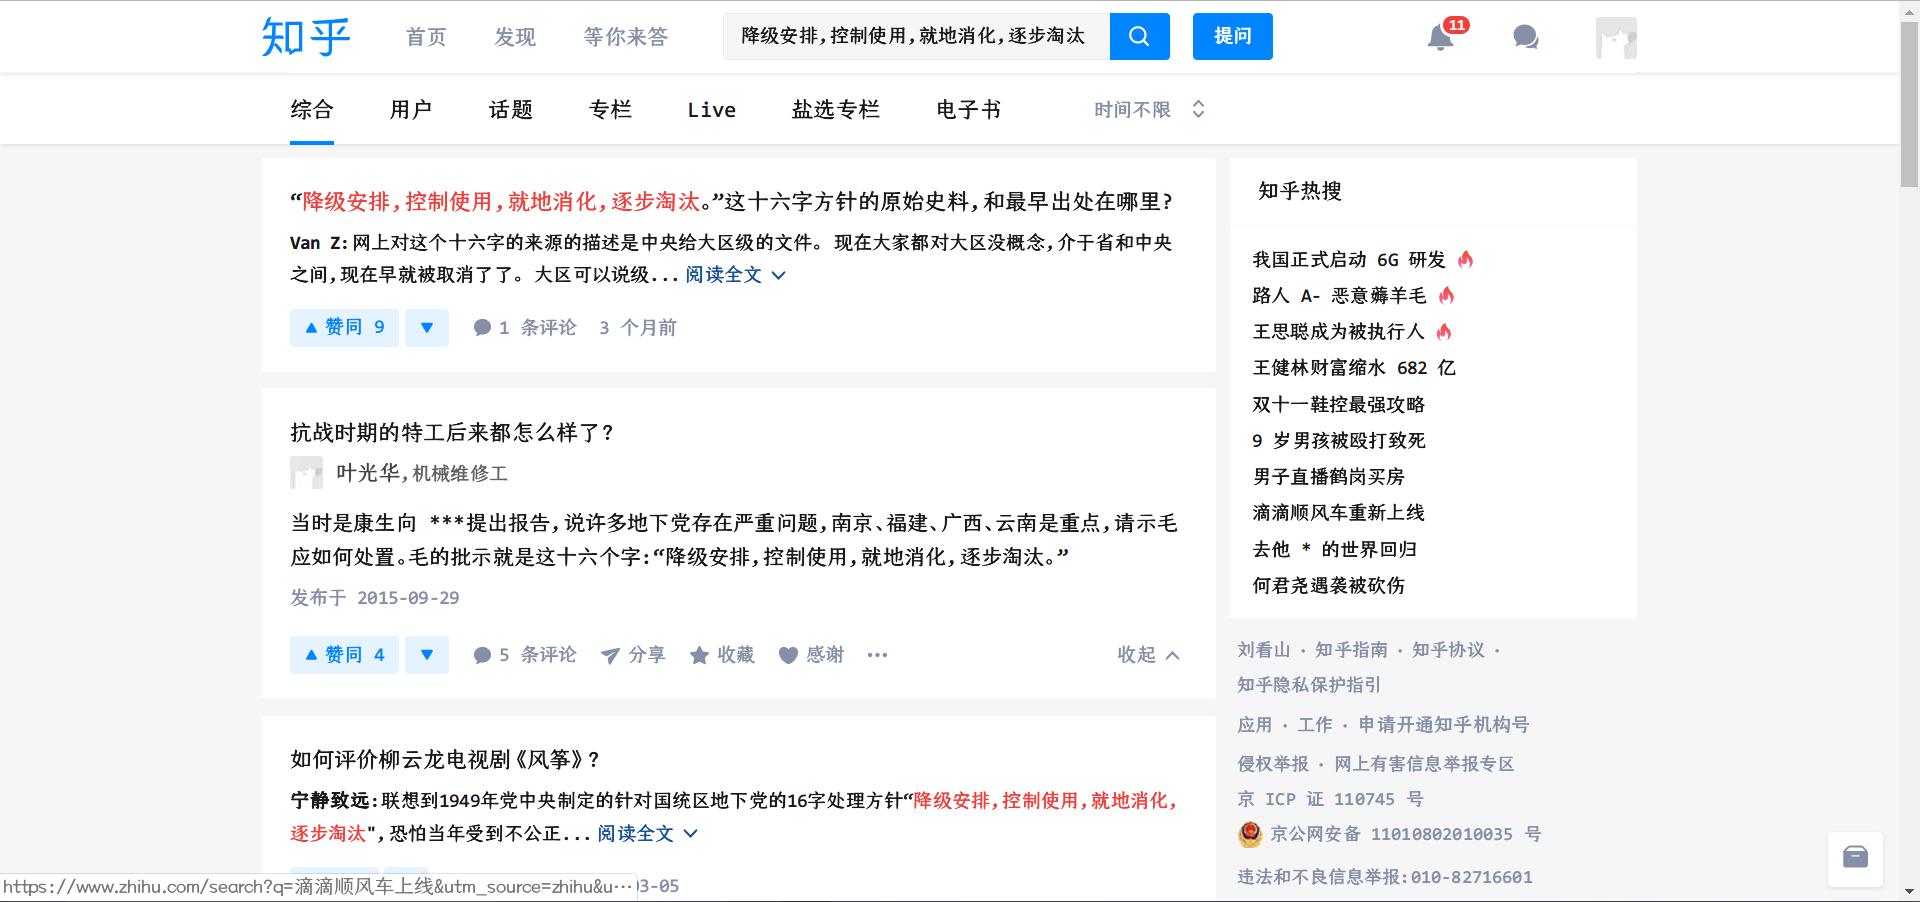 知乎
首页 发现 等你来答
降级安排,控制使用,就地消化,逐步淘汰
提问
11
综合 用户 话题 专栏 Live 盐选专栏 电子书 时间不限
“降级安排,控制使用,就地消化,逐步淘汰。”这十六字方针的原始史料,和最早出处在哪里?
Van Z:网上对这个十六字的来源的描述是中央给大区级的文件。 现在大家都对大区没概念,介于省和中央
之间,现在早就被取消了了。 大区可以说级... 阅读全文
赞同 9 1 条评论 3 个月前
抗战时期的特工后来都怎么样了?
叶光华,机械维修工
当时是康生向 ***提出报告,说许多地下党存在严重问题,南京、福建、广西、云南是重点,请示毛
应如何处置。毛的批示就是这十六个字:“降级安排,控制使用,就地消化,逐步淘汰。”
发布于 2015-09-29
赞同 4 5 条评论 分享 收藏 感谢 ··· 收起
如何评价柳云龙电视剧《风筝》?
宁静致远:联想到1949年党中央制定的针对国统区地下党的16字处理方针“降级安排,控制使用,就地消化,
逐步淘汰",恐怕当年受到不公正... 阅读全文
3-05
知乎热搜
我国正式启动 6G 研发
路人 A- 恶意薅羊毛
王思聪成为被执行人
王健林财富缩水 682 亿
双十一鞋控最强攻略
9 岁男孩被殴打致死
男子直播鹤岗买房
滴滴顺风车重新上线
去他 * 的世界回归
何君尧遇袭被砍伤
刘看山 · 知乎指南 · 知乎协议 ·
知乎隐私保护指引
应用 · 工作 · 申请开通知乎机构号
侵权举报 · 网上有害信息举报专区
京 ICP 证 110745 号
京公网安备 11010802010035 号
违法和不良信息举报:010-82716601
https://www.zhihu.com/search?q=滴滴顺风车上线&utm_source=zhihu&u…